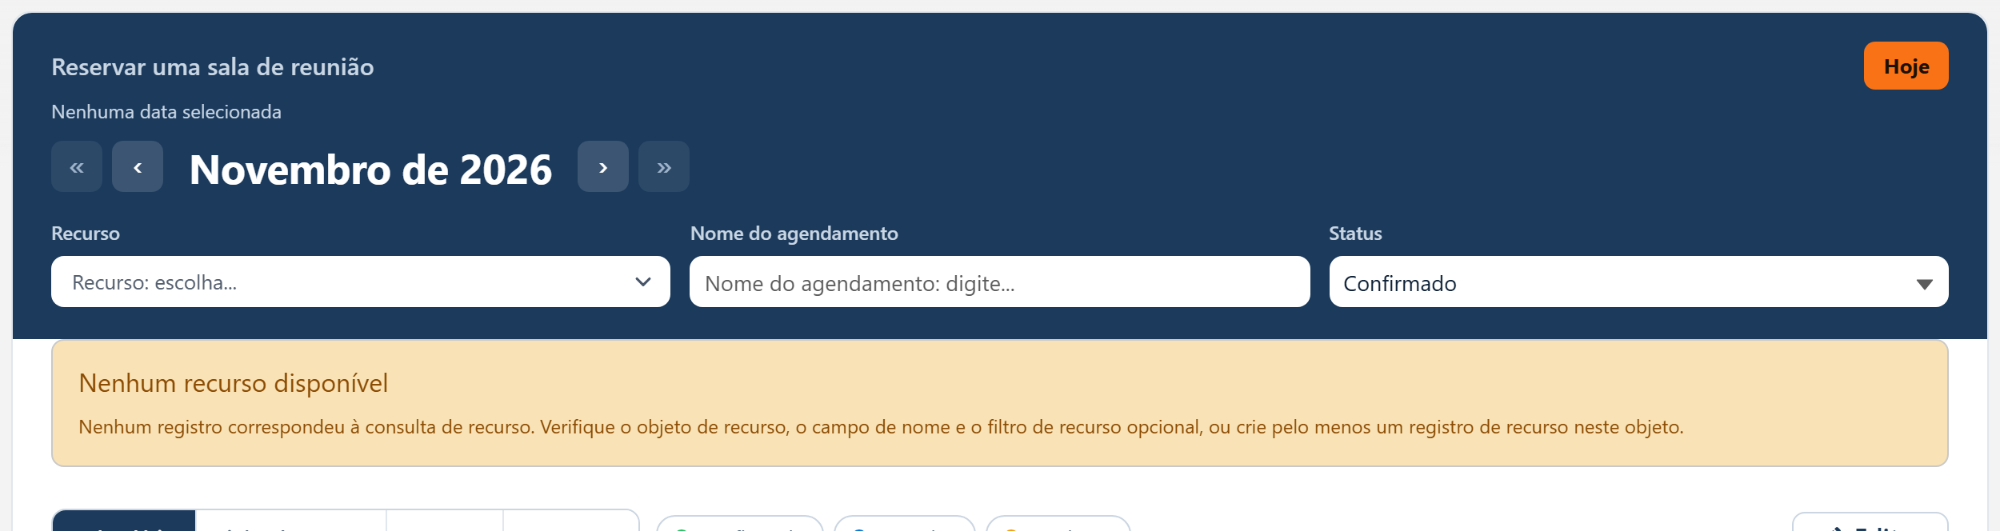 Reservar uma sala de reunião
Hoje
Nenhuma data selecionada
« ‹ Novembro de 2026 › »
Recurso
Nome do agendamento
Status
Recurso: escolha...
Nome do agendamento: digite...
Confirmado
Nenhum recurso disponível
Nenhum registro correspondeu à consulta de recurso. Verifique o objeto de recurso, o campo de nome e o filtro de recurso opcional, ou crie pelo menos um registro de recurso neste objeto.